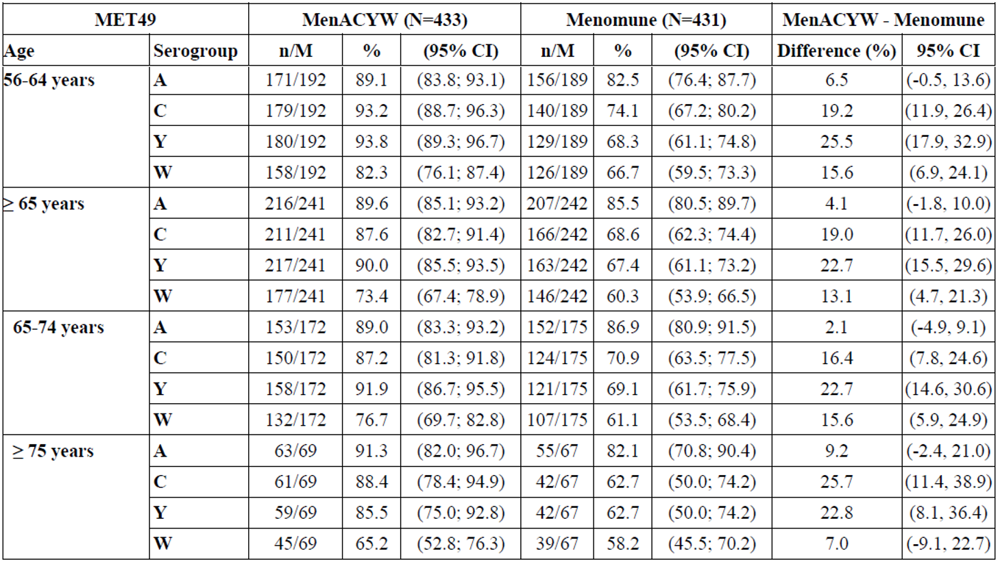 MET49 MenACYW (N=433) Menomune (N=431) MenACYW - Menomune
Age Serogroup n/M % (95% CI) n/M % (95% CI) Difference (%) 95% CI
56-64 years A 171/192 89.1 (83.8; 93.1) 156/189 82.5 (76.4; 87.7) 6.5 (-0.5, 13.6)
C 179/192 93.2 (88.7; 96.3) 140/189 74.1 (67.2; 80.2) 19.2 (11.9, 26.4)
Y 180/192 93.8 (89.3; 96.7) 129/189 68.3 (61.1; 74.8) 25.5 (17.9, 32.9)
W 158/192 82.3 (76.1; 87.4) 126/189 66.7 (59.5; 73.3) 15.6 (6.9, 24.1)
≥ 65 years A 216/241 89.6 (85.1; 93.2) 207/242 85.5 (80.5; 89.7) 4.1 (-1.8, 10.0)
C 211/241 87.6 (82.7; 91.4) 166/242 68.6 (62.3; 74.4) 19.0 (11.7, 26.0)
Y 217/241 90.0 (85.5; 93.5) 163/242 67.4 (61.1; 73.2) 22.7 (15.5, 29.6)
W 177/241 73.4 (67.4; 78.9) 146/242 60.3 (53.9; 66.5) 13.1 (4.7, 21.3)
65-74 years A 153/172 89.0 (83.3; 93.2) 152/175 86.9 (80.9; 91.5) 2.1 (-4.9, 9.1)
C 150/172 87.2 (81.3; 91.8) 124/175 70.9 (63.5; 77.5) 16.4 (7.8, 24.6)
Y 158/172 91.9 (86.7; 95.5) 121/175 69.1 (61.7; 75.9) 22.7 (14.6, 30.6)
W 132/172 76.7 (69.7; 82.8) 107/175 61.1 (53.5; 68.4) 15.6 (5.9, 24.9)
≥ 75 years A 63/69 91.3 (82.0; 96.7) 55/67 82.1 (70.8; 90.4) 9.2 (-2.4, 21.0)
C 61/69 88.4 (78.4; 94.9) 42/67 62.7 (50.0; 74.2) 25.7 (11.4, 38.9)
Y 59/69 85.5 (75.0; 92.8) 42/67 62.7 (50.0; 74.2) 22.8 (8.1, 36.4)
W 45/69 65.2 (52.8; 76.3) 39/67 58.2 (45.5; 70.2) 7.0 (-9.1, 22.7)